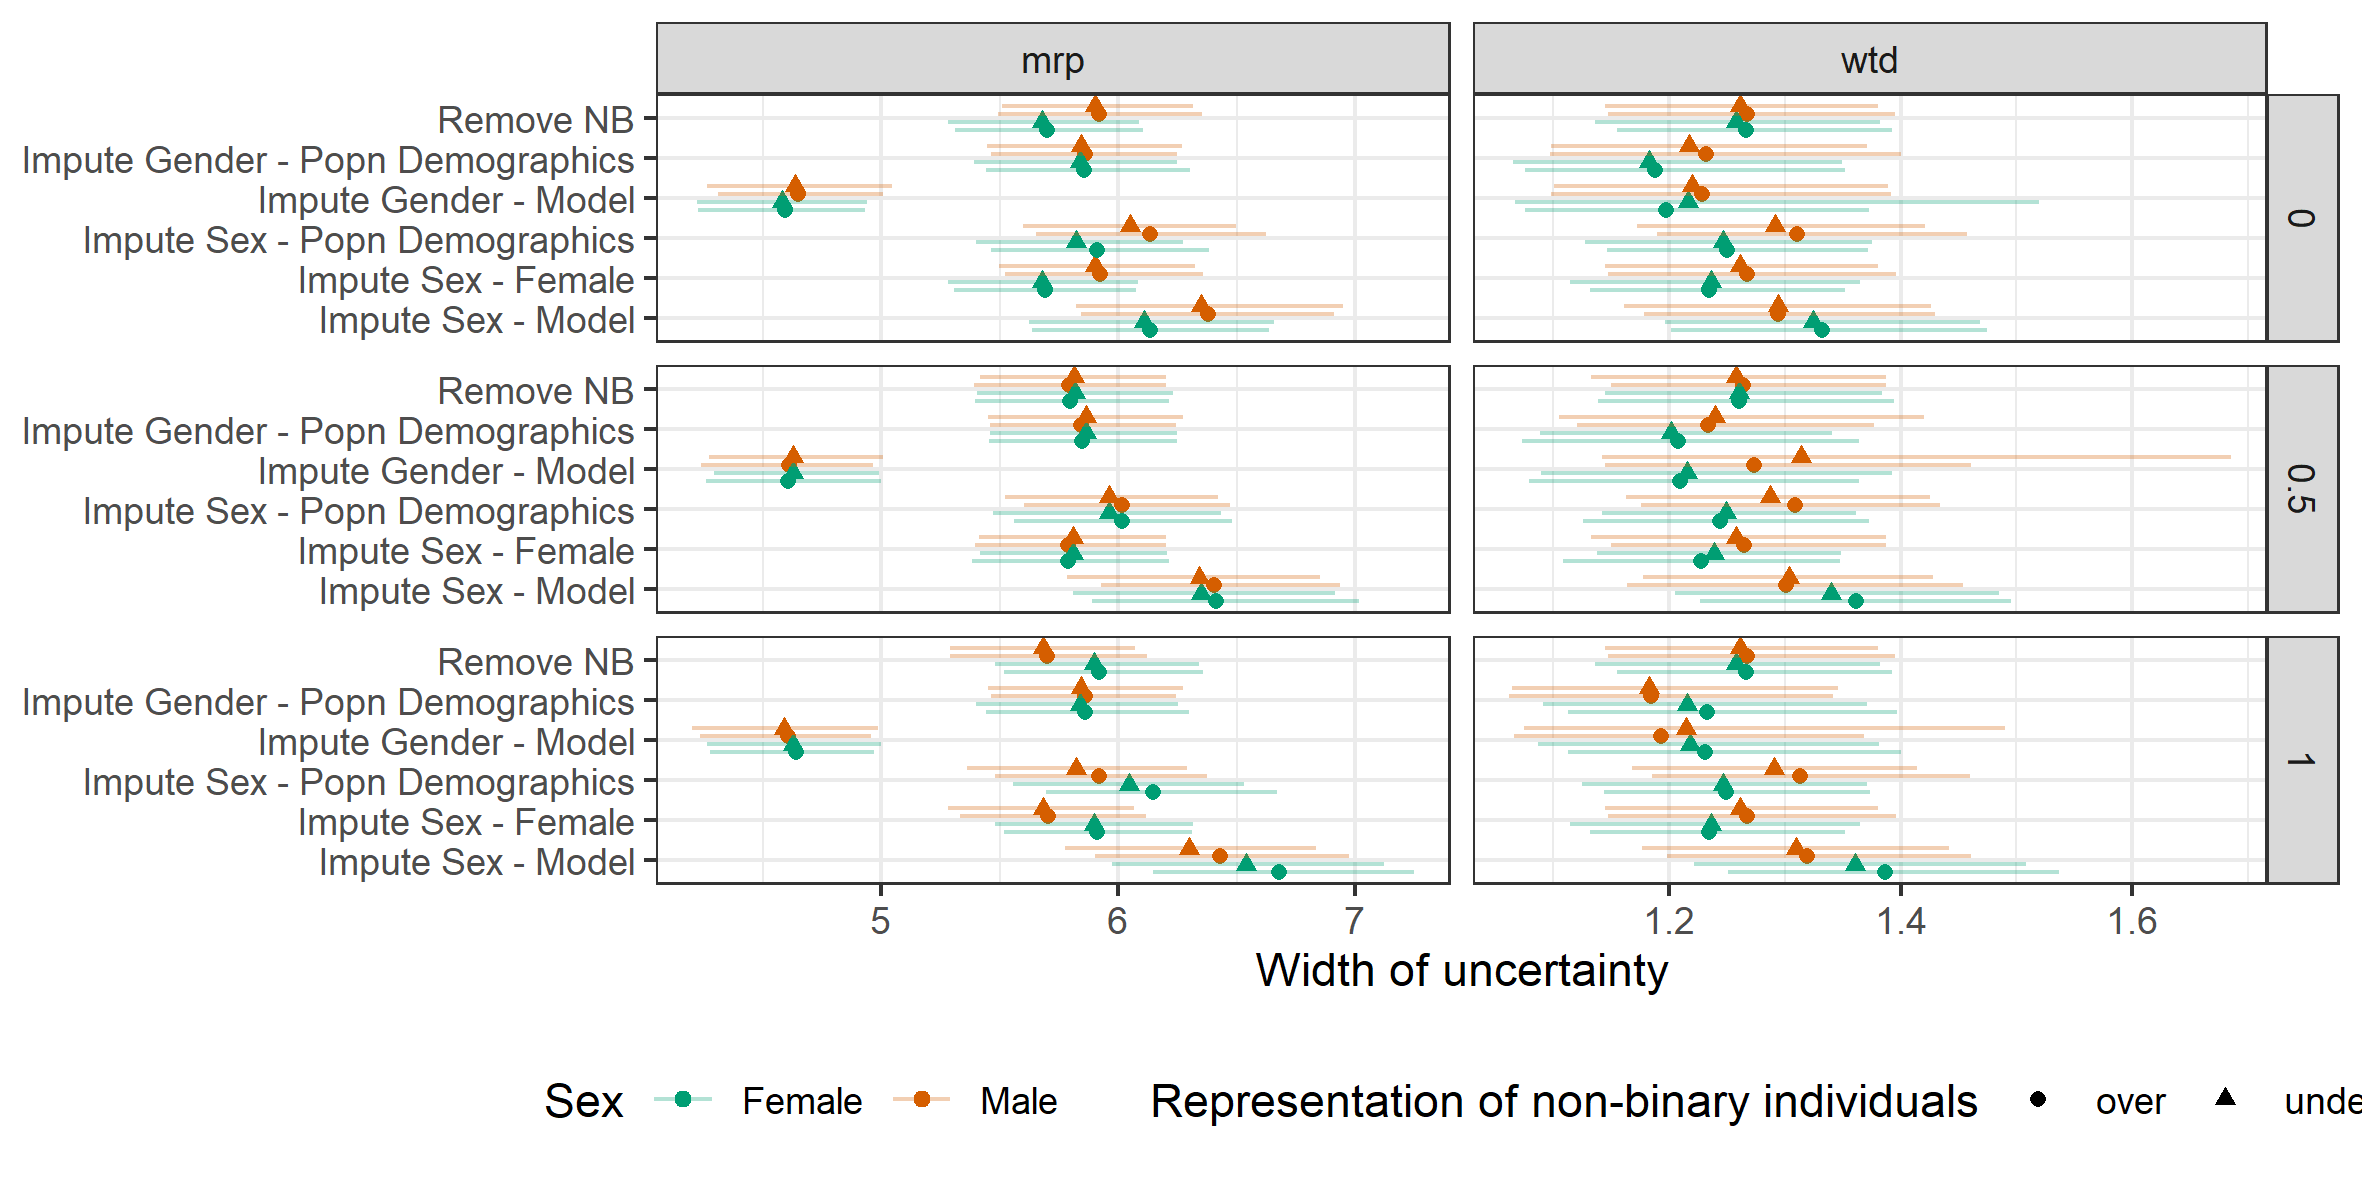 mrp wtd
Remove NB
Impute Gender - Popn Demographics
Impute Gender - Model
Impute Sex - Popn Demographics
Impute Sex - Female
Impute Sex - Model
0
Remove NB
Impute Gender - Popn Demographics
Impute Gender - Model
Impute Sex - Popn Demographics
Impute Sex - Female
Impute Sex - Model
0.5
Remove NB
Impute Gender - Popn Demographics
Impute Gender - Model
Impute Sex - Popn Demographics
Impute Sex - Female
Impute Sex - Model
1
5 6 7 1.2 1.4 1.6
Width of uncertainty
Sex Female Male Representation of non-binary individuals over unde